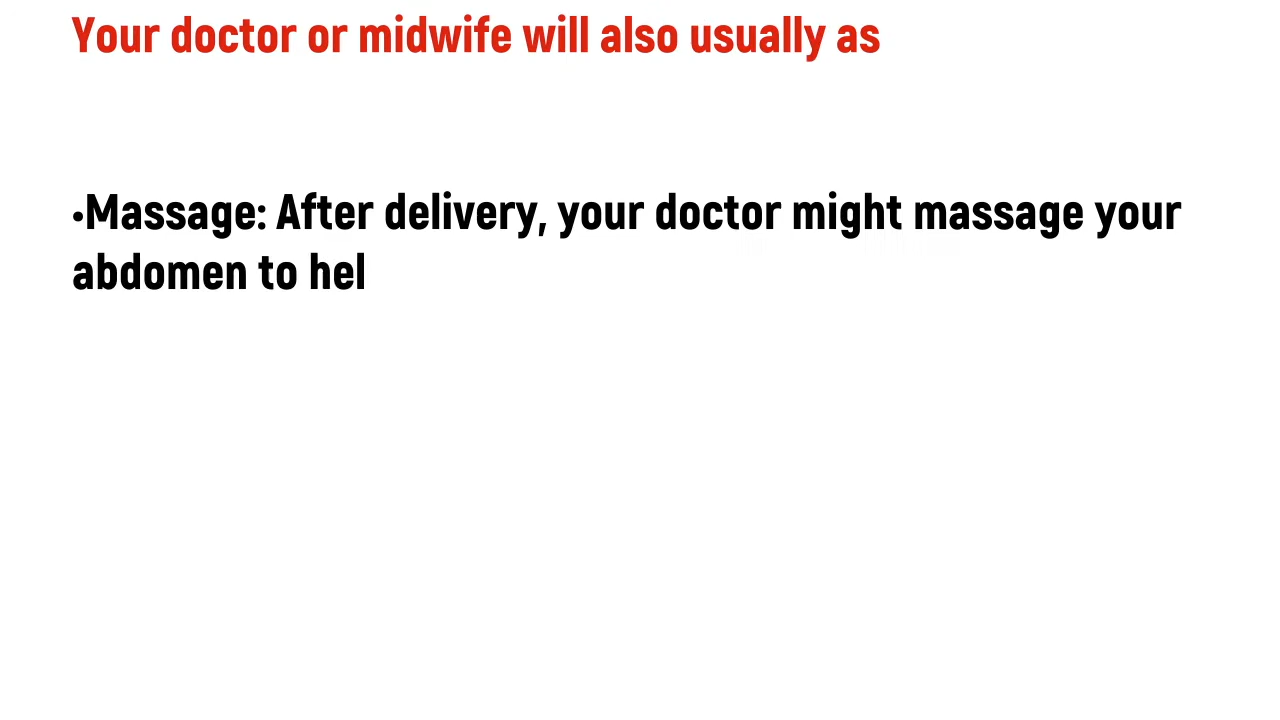 Your doctor or midwife will also usually as
•Massage: After delivery, your doctor might massage your
abdomen to hel